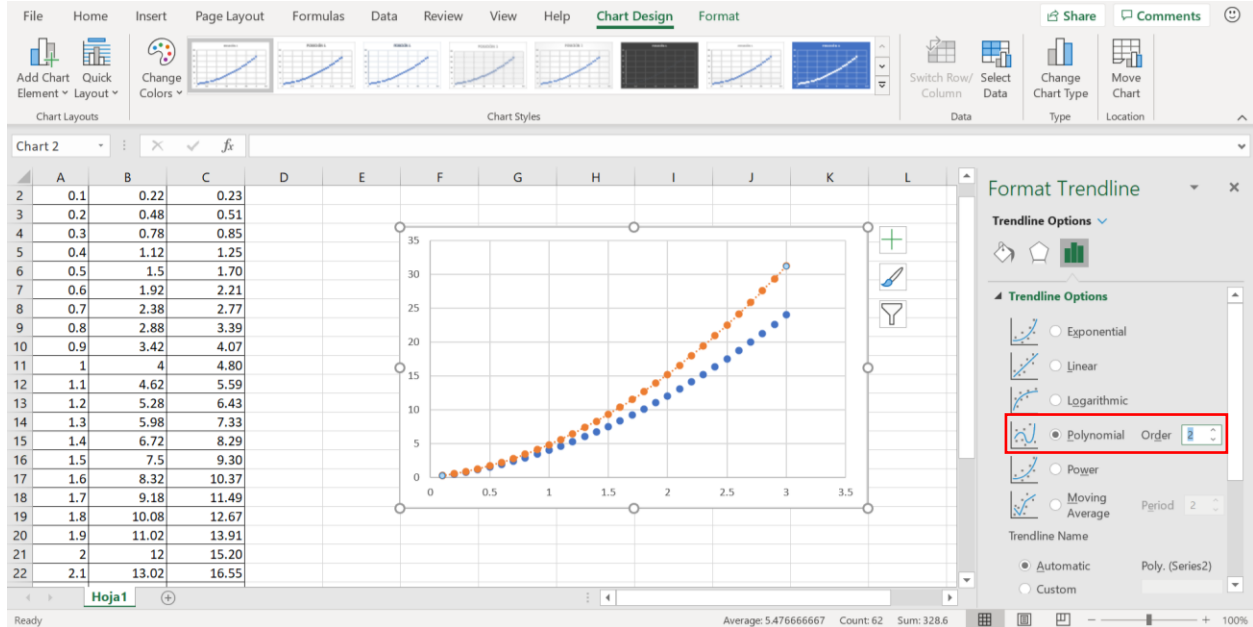 File Home Insert Page Layout Formulas Data Review View Help Chart Design Format Share Comments
Add Chart Element Quick Layout Change Colors Switch Row/ Column Select Data Change Chart Type Move Chart
Chart Layouts Chart Styles Data Type Location
Chart 2 fx
A B C D E F G H I J K L
2 0.1 0.22 0.23
3 0.2 0.48 0.51
4 0.3 0.78 0.85
5 0.4 1.12 1.25
6 0.5 1.5 1.70
7 0.6 1.92 2.21
8 0.7 2.38 2.77
9 0.8 2.88 3.39
10 0.9 3.42 4.07
11 1 4 4.80
12 1.1 4.62 5.59
13 1.2 5.28 6.43
14 1.3 5.98 7.33
15 1.4 6.72 8.29
16 1.5 7.5 9.30
17 1.6 8.32 10.37
18 1.7 9.18 11.49
19 1.8 10.08 12.67
20 1.9 11.02 13.91
21 2 12 15.20
22 2.1 13.02 16.55
35
30
25
20
15
10
5
0
0 0.5 1 1.5 2 2.5 3 3.5
Format Trendline
Trendline Options
Trendline Options
Exponential
Linear
Logarithmic
Polynomial Order 2
Power
Moving Average Period 2
Trendline Name
Automatic Poly. (Series2)
Custom
Hoja1
Ready Average: 5.476666667 Count: 62 Sum: 328.6 100%